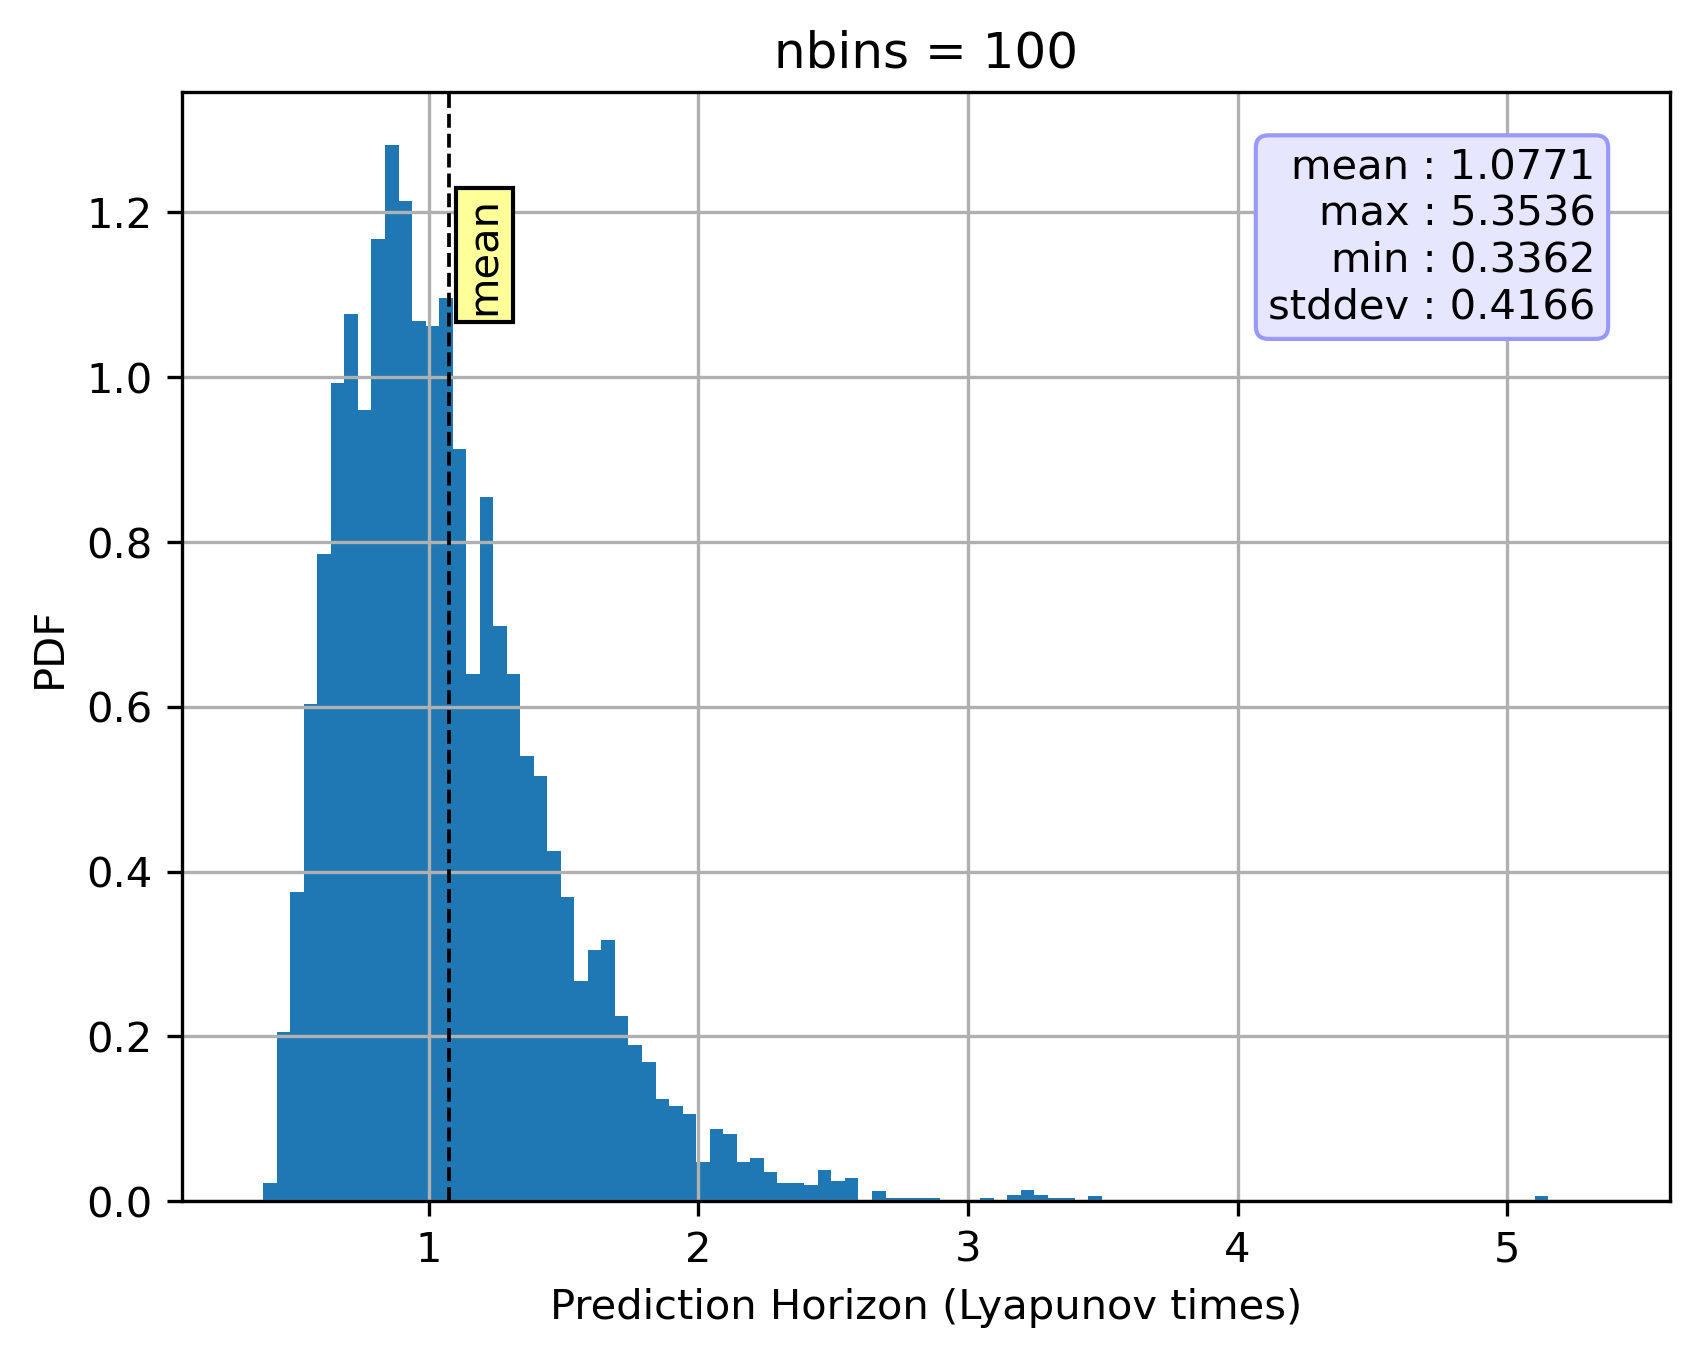 nbins = 100
mean : 1.0771
max : 5.3536
min : 0.3362
stddev : 0.4166
mean
PDF
1.2
1.0
0.8
0.6
0.4
0.2
0.0
1 2 3 4 5
Prediction Horizon (Lyapunov times)